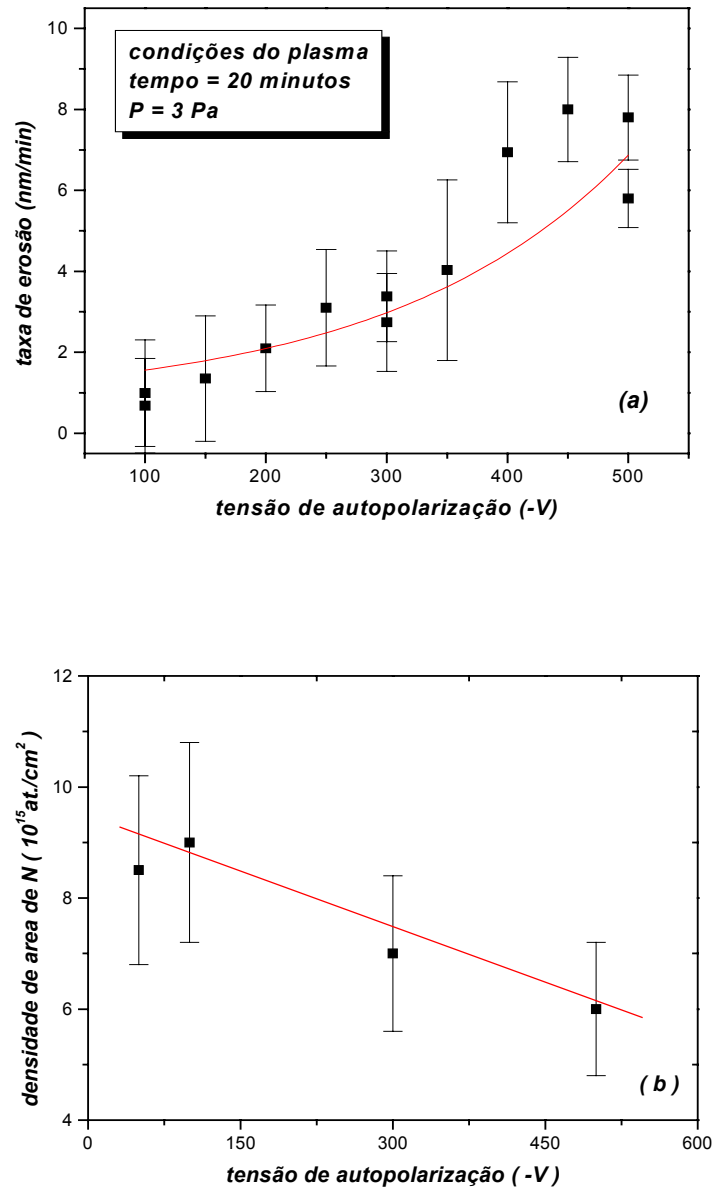 condições do plasma
tempo = 20 minutos
P = 3 Pa
taxa de erosão (nm/min)
10
8
6
4
2
0
(a)
100 200 300 400 500
tensão de autopolarização (-V)
densidade de area de N ( 10^15 at./cm^2 )
12
10
8
6
4
( b )
0 150 300 450 600
tensão de autopolarização ( -V )